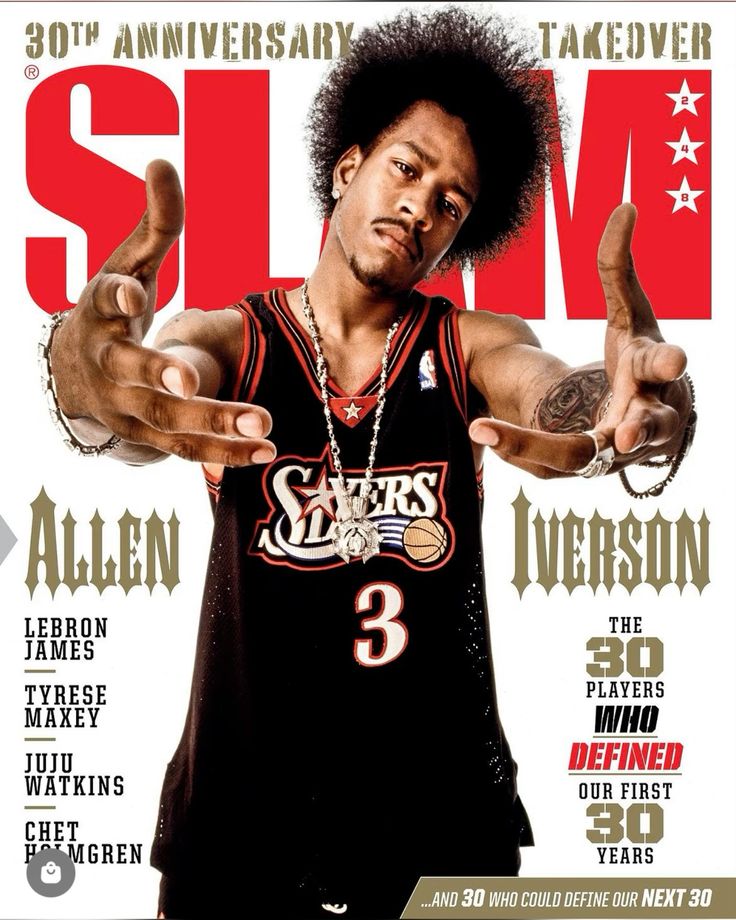 30TH ANNIVERSARY TAKEOVER
SLAM
®
2
4
8
SIXERS
3
ALLEN IVERSON
LEBRON
JAMES
TYRESE
MAXEY
JUJU
WATKINS
CHET
HOLMGREN
THE
30
PLAYERS
WHO
DEFINED
OUR FIRST
30
YEARS
...AND 30 WHO COULD DEFINE OUR NEXT 30